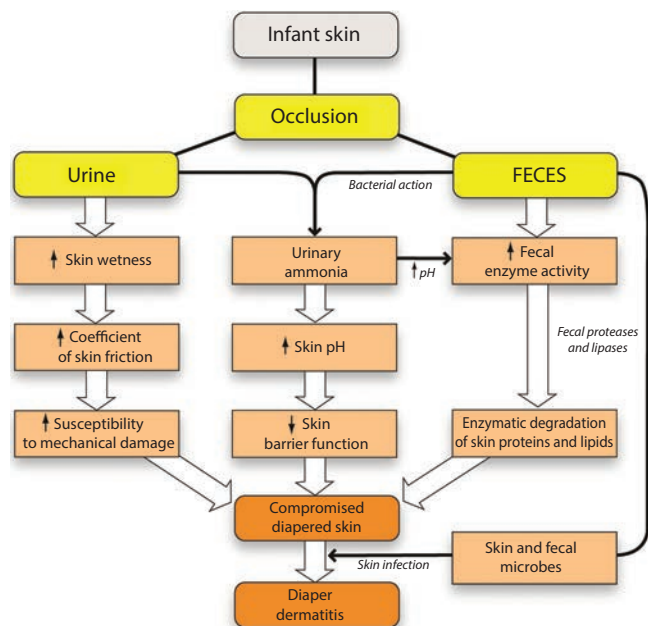 Infant skin
Occlusion
Urine
Bacterial action
FECES
↑ Skin wetness
Urinary
ammonia
↑ pH
↑ Fecal
enzyme activity
↑ Coefficient
of skin friction
↑ Skin pH
Fecal proteases
and lipases
↑ Susceptibility
to mechanical damage
↓ Skin
barrier function
Enzymatic degradation
of skin proteins and lipids
Compromised
diapered skin
Skin infection
Skin and fecal
microbes
Diaper
dermatitis